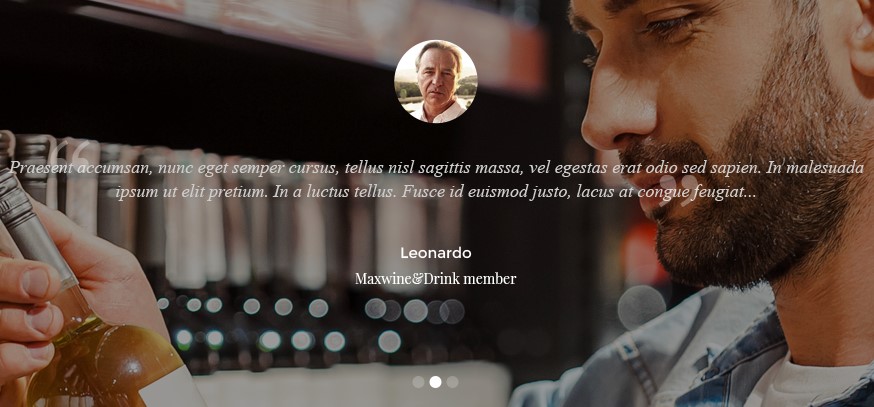 Praesent accumsan, nunc eget semper cursus, tellus nisl sagittis massa, vel egestas erat odio sed sapien. In malesuada
ipsum ut elit pretium. In a luctus tellus. Fusce id euismod justo, lacus at congue feugiat...
Leonardo
Maxwine&Drink member